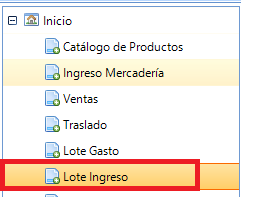 Inicio
Catálogo de Productos
Ingreso Mercadería
Ventas
Traslado
Lote Gasto
Lote Ingreso